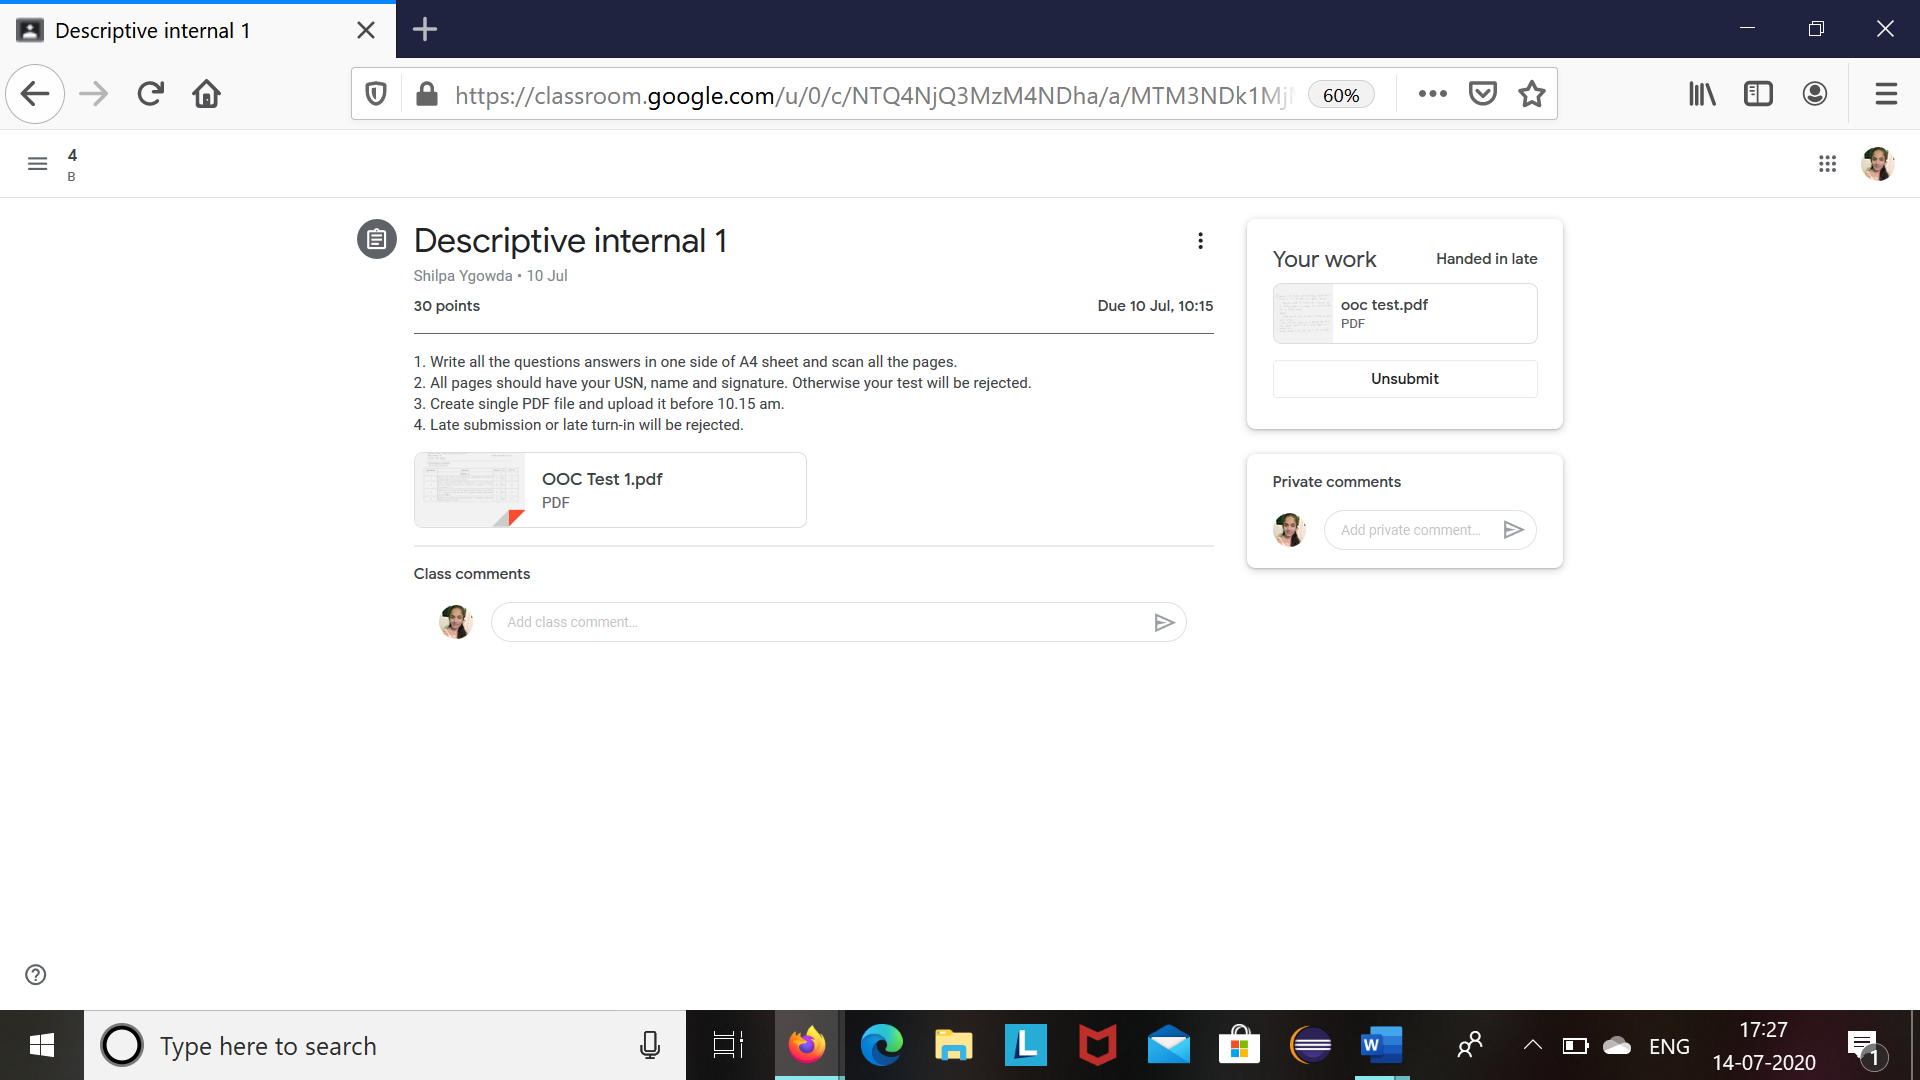 Descriptive internal 1
https://classroom.google.com/u/0/c/NTQ4NjQ3MzM4NDha/a/MTM3NDk1Mj
60%
4
B
Descriptive internal 1
Shilpa Ygowda • 10 Jul
30 points
Due 10 Jul, 10:15
1. Write all the questions answers in one side of A4 sheet and scan all the pages.
2. All pages should have your USN, name and signature. Otherwise your test will be rejected.
3. Create single PDF file and upload it before 10.15 am.
4. Late submission or late turn-in will be rejected.
OOC Test 1.pdf
PDF
Class comments
Add class comment...
Your work
Handed in late
ooc test.pdf
PDF
Unsubmit
Private comments
Add private comment...
Type here to search
L
W
ENG
17:27
14-07-2020
1